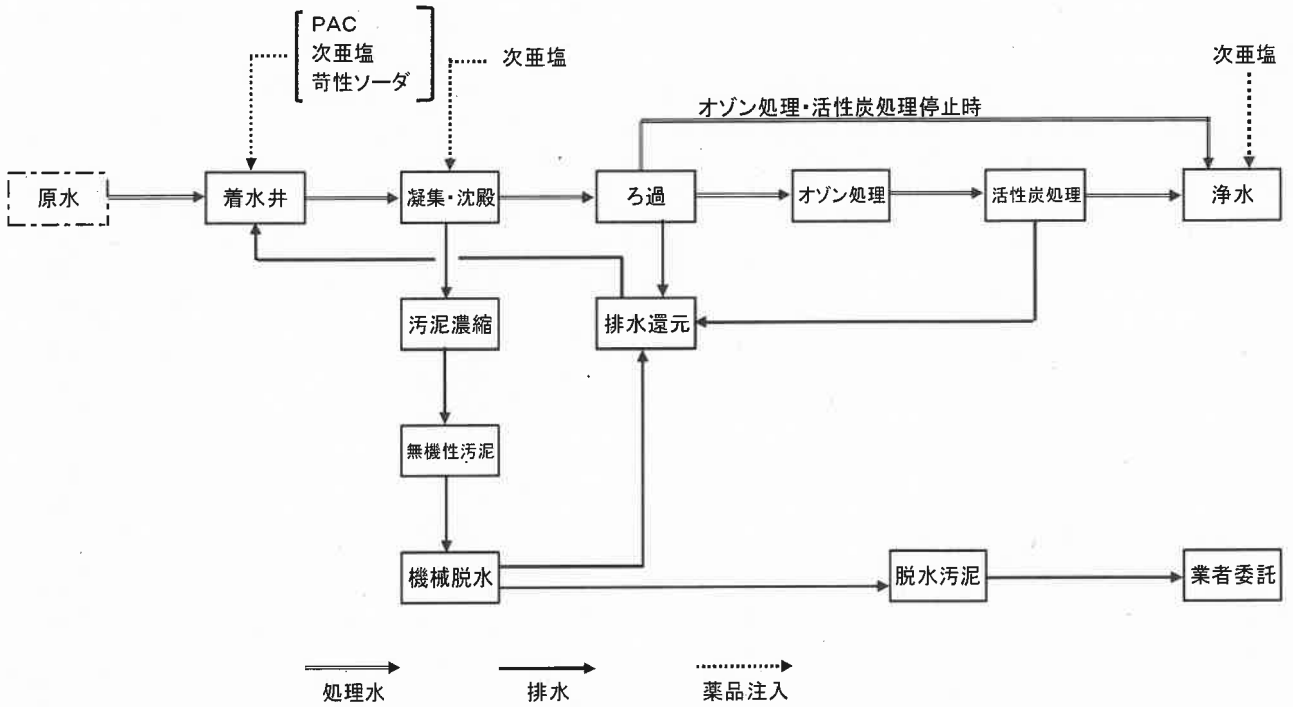 PAC
次亜塩
苛性ソーダ
次亜塩
次亜塩
オゾン処理・活性炭処理停止時
原水
着水井
凝集・沈殿
ろ過
オゾン処理
活性炭処理
浄水
汚泥濃縮
排水還元
無機性汚泥
機械脱水
脱水汚泥
業者委託
処理水
排水
薬品注入